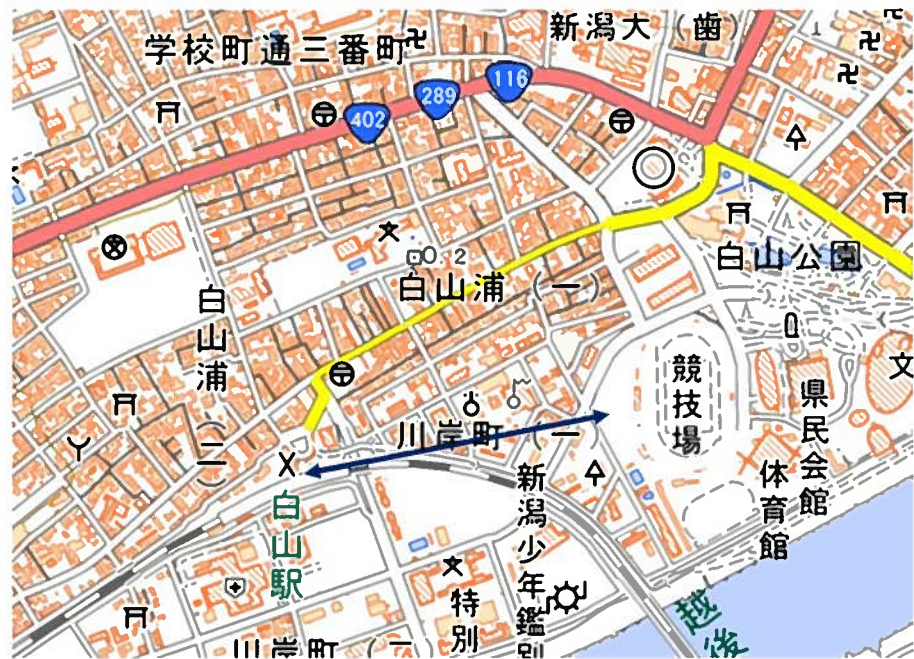 新潟大(歯)
学校町通三番町
116
289
402
0.2
白山公園
白山浦(一)
白山浦(二)
競技場
県民会館
体育館
文
川岸町(一
X
白山駅
新潟少年鑑別
特別
越後
川岸町(二)